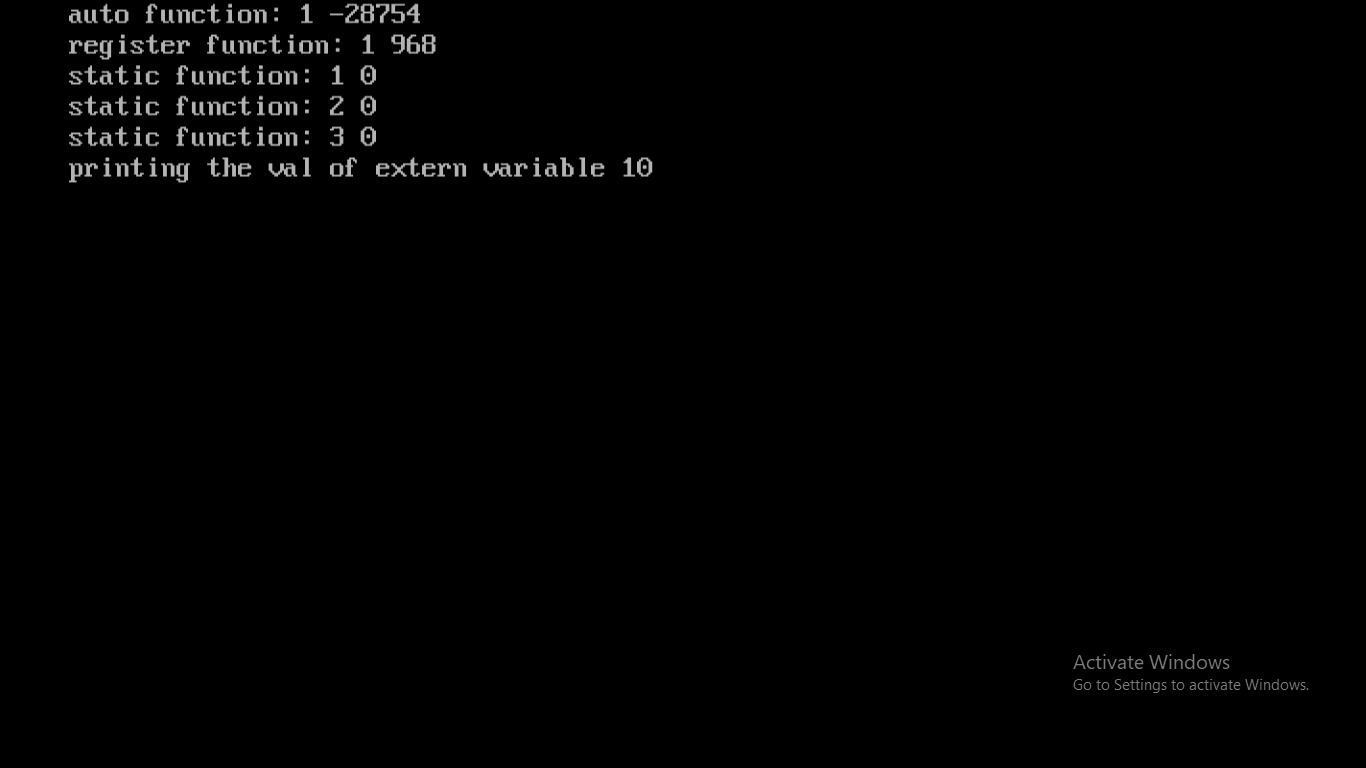 auto function: 1 -28754
register function: 1 968
static function: 1 0
static function: 2 0
static function: 3 0
printing the val of extern variable 10
Activate Windows
Go to Settings to activate Windows.